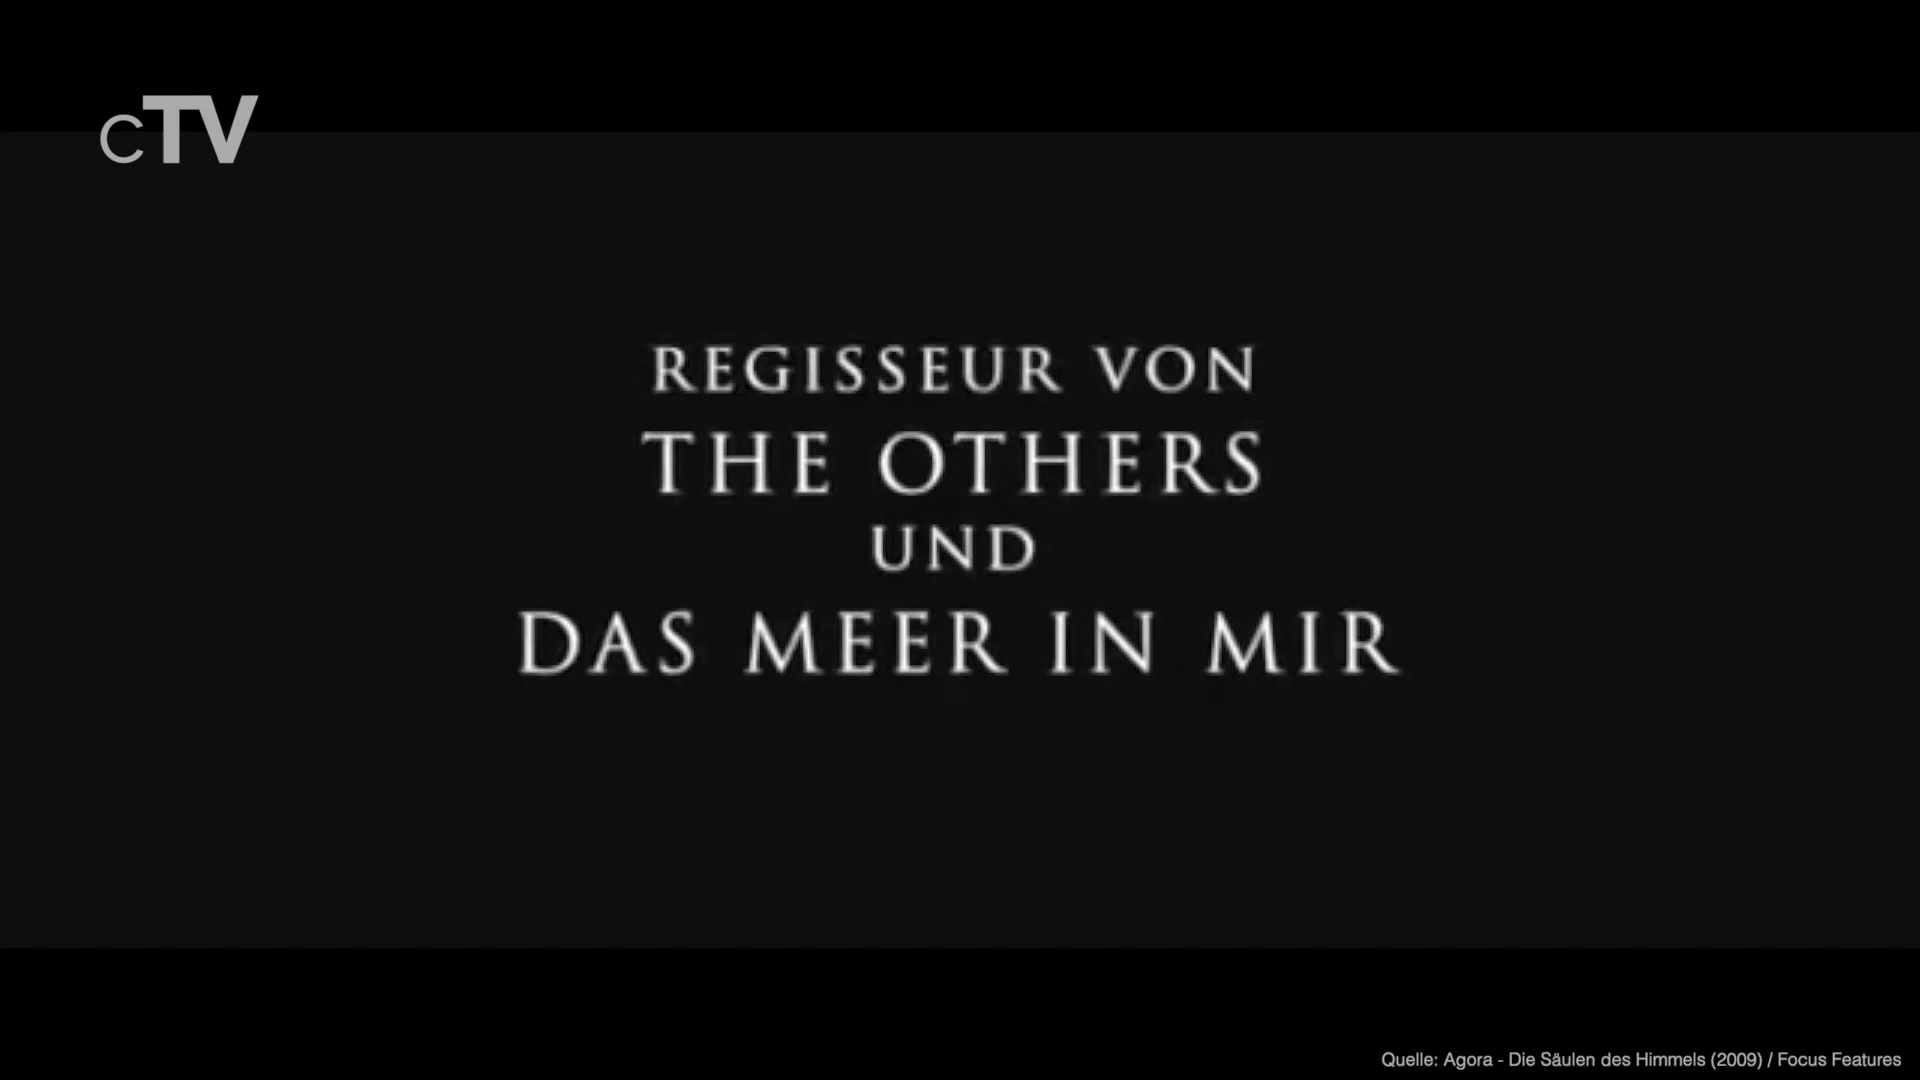 cTV
REGISSEUR VON
THE OTHERS
UND
DAS MEER IN MIR
Quelle: Agora - Die Säulen des Himmels (2009) / Focus Features